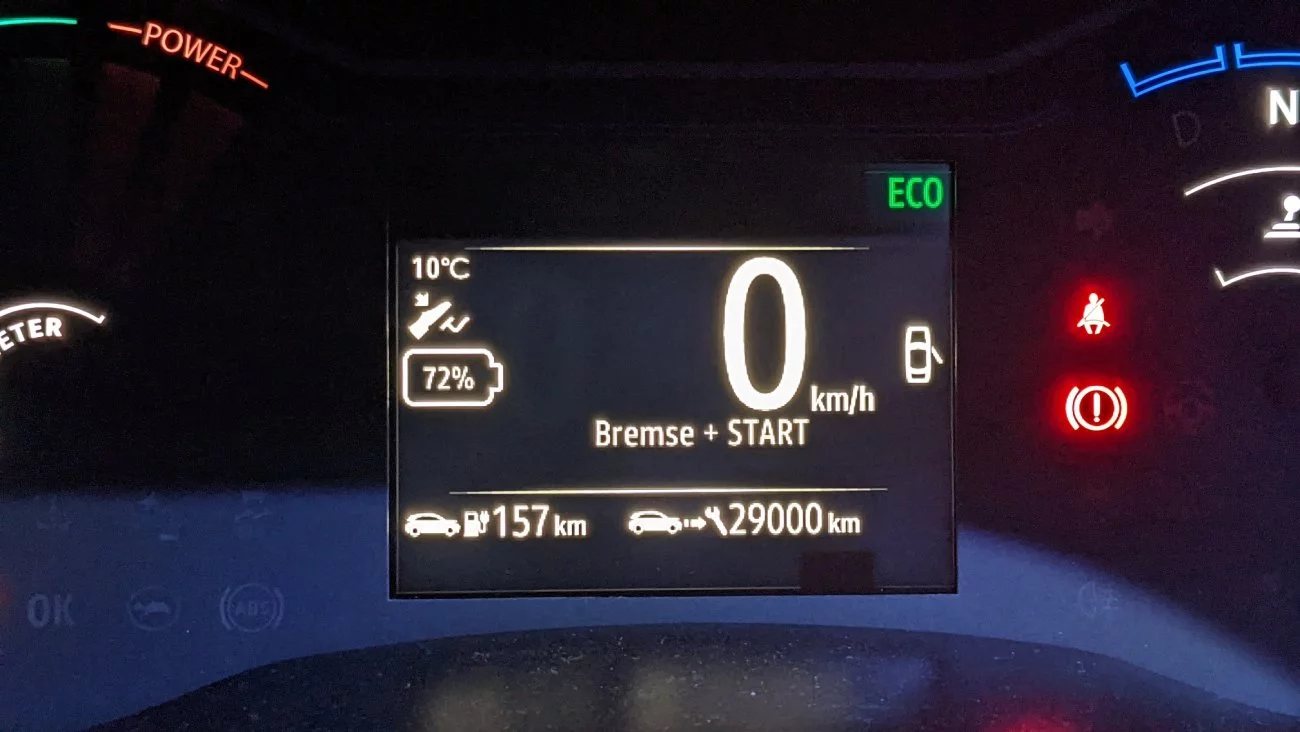 POWER
N
D
ECO
10°C
ETER
72%
0 km/h
Bremse + START
157 km
29000 km
OK
ABS